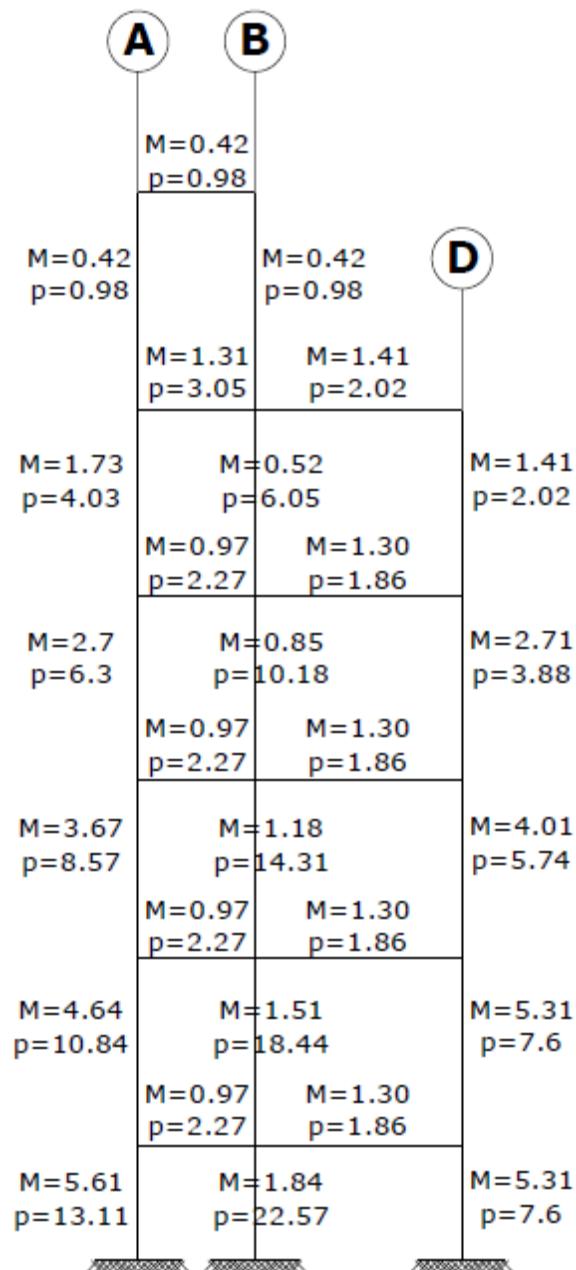 A B
M=0.42
p=0.98
M=0.42 M=0.42 D
p=0.98 p=0.98
M=1.31 M=1.41
p=3.05 p=2.02
M=1.73 M=0.52 M=1.41
p=4.03 p=6.05 p=2.02
M=0.97 M=1.30
p=2.27 p=1.86
M=2.7 M=0.85 M=2.71
p=6.3 p=10.18 p=3.88
M=0.97 M=1.30
p=2.27 p=1.86
M=3.67 M=1.18 M=4.01
p=8.57 p=14.31 p=5.74
M=0.97 M=1.30
p=2.27 p=1.86
M=4.64 M=1.51 M=5.31
p=10.84 p=18.44 p=7.6
M=0.97 M=1.30
p=2.27 p=1.86
M=5.61 M=1.84 M=5.31
p=13.11 p=22.57 p=7.6